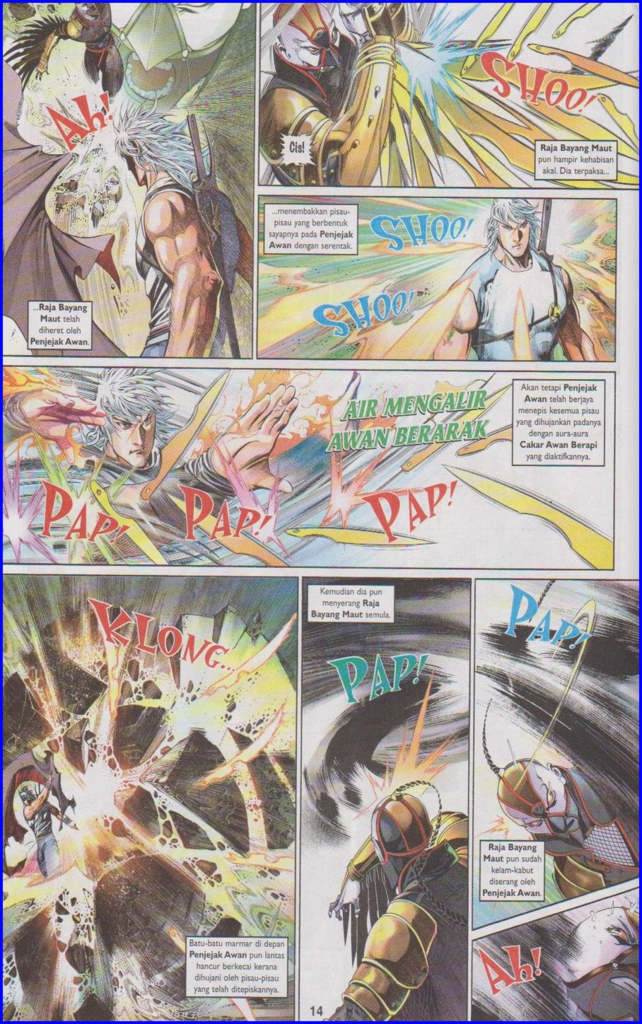 Ah!
...Raja Bayang
Maut telah
diheret oleh
Penjejak Awan.
Cis!
SHOO!
Raja Bayang Maut
pun hampir kehabisan
akal. Dia terpaksa...
...menembakkan pisau-
pisau yang berbentuk
sayapnya pada Penjejak
Awan dengan serentak.
SHOO!
SHOO!
AIR MENGALIR
AWAN BERARAK
Akan tetapi Penjejak
Awan telah berjaya
menepis kesemua pisau
yang dihujankan padanya
dengan aura-aura
Cakar Awan Berapi
yang diaktifkannya.
PAP!
PAP!
PAP!
KLONG...
Batu-batu marmar di depan
Penjejak Awan pun lantas
hancur berkecai kerana
dihujani oleh pisau-pisau
yang telah ditepiskannya.
Kemudian dia pun
menyerang Raja
Bayang Maut semula.
PAP!
PAP!
Raja Bayang
Maut pun sudah
kelam-kabut
diserang oleh
Penjejak Awan.
Ah!
14